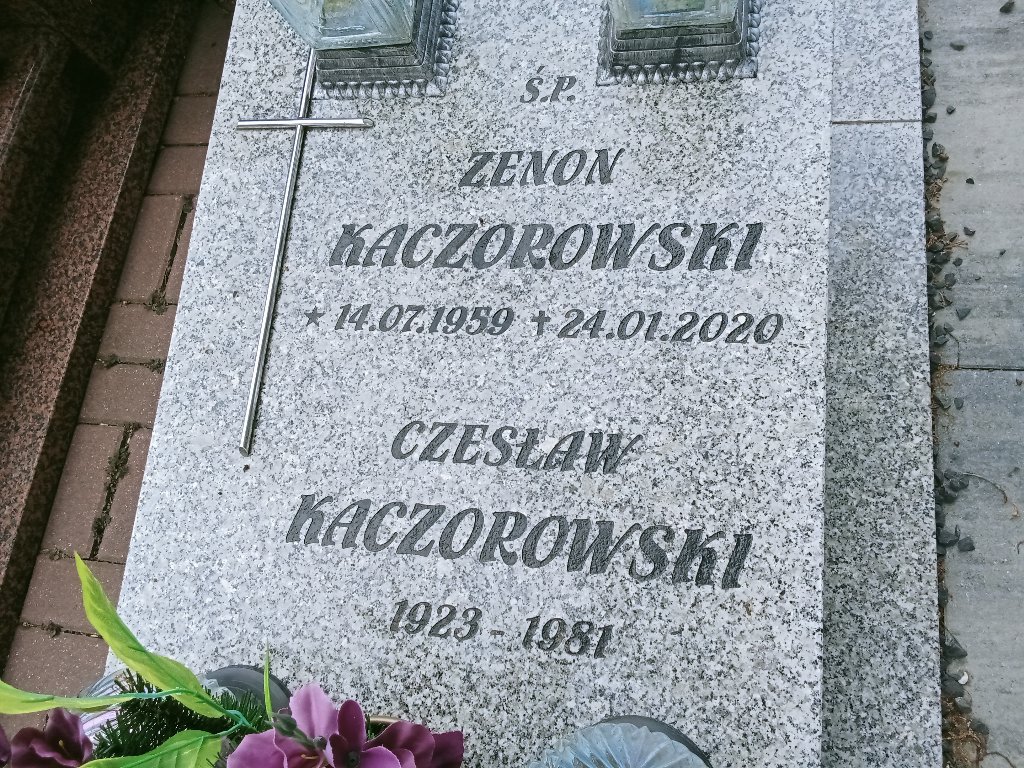 Ś.P.
ZENON
KACZOROWSKI
★ 14.07.1959 ✝ 24.01.2020
CZESŁAW
KACZOROWSKI
1923 - 1981